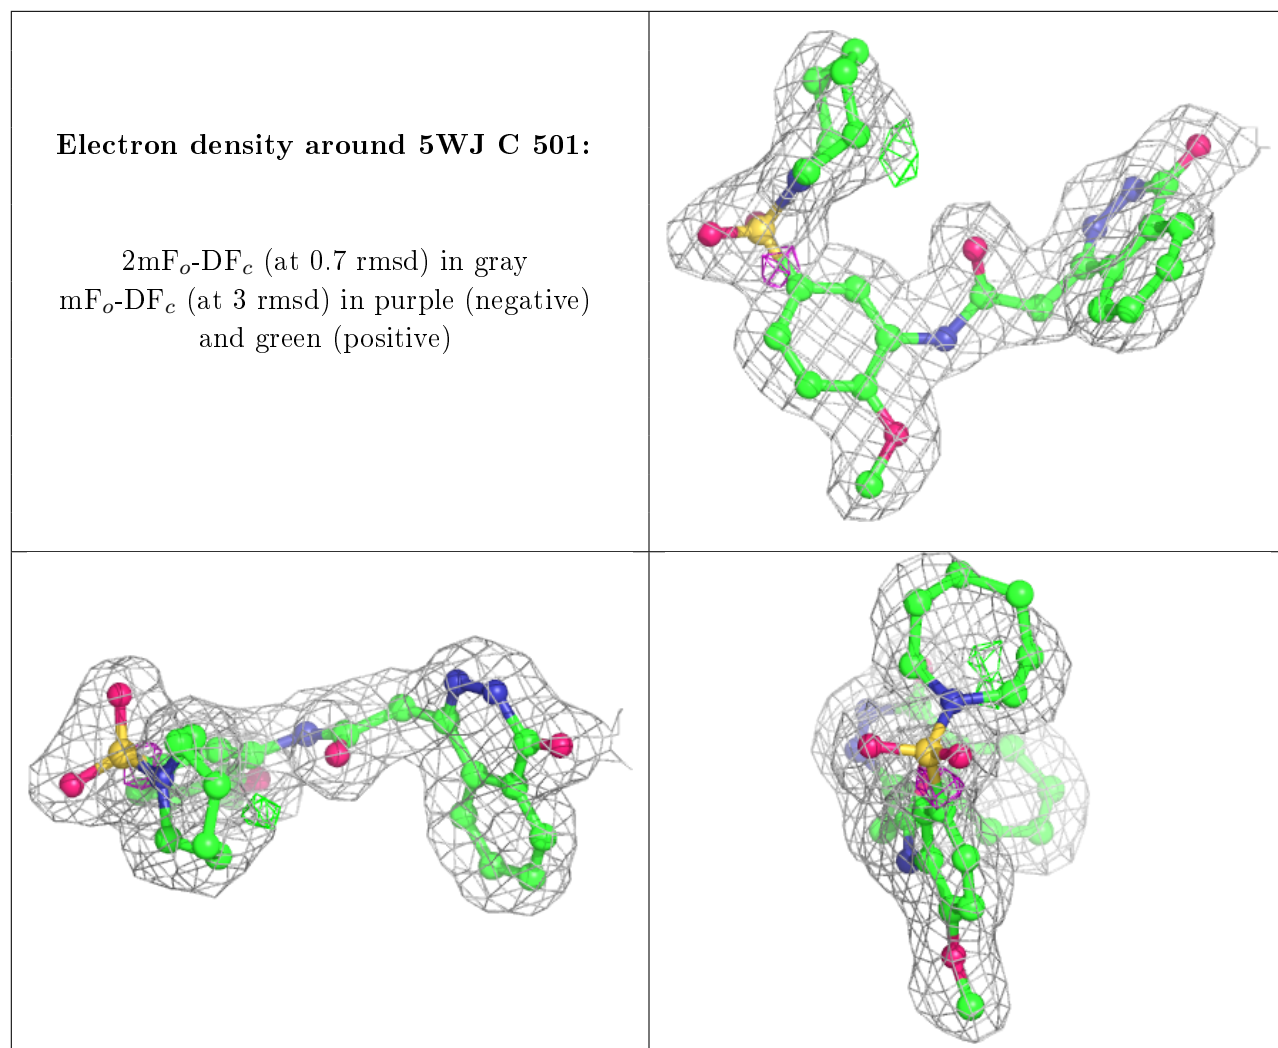 Electron density around 5WJ C 501:
2mFₒ-DF𝒸 (at 0.7 rmsd) in gray
mFₒ-DF𝒸 (at 3 rmsd) in purple (negative)
and green (positive)